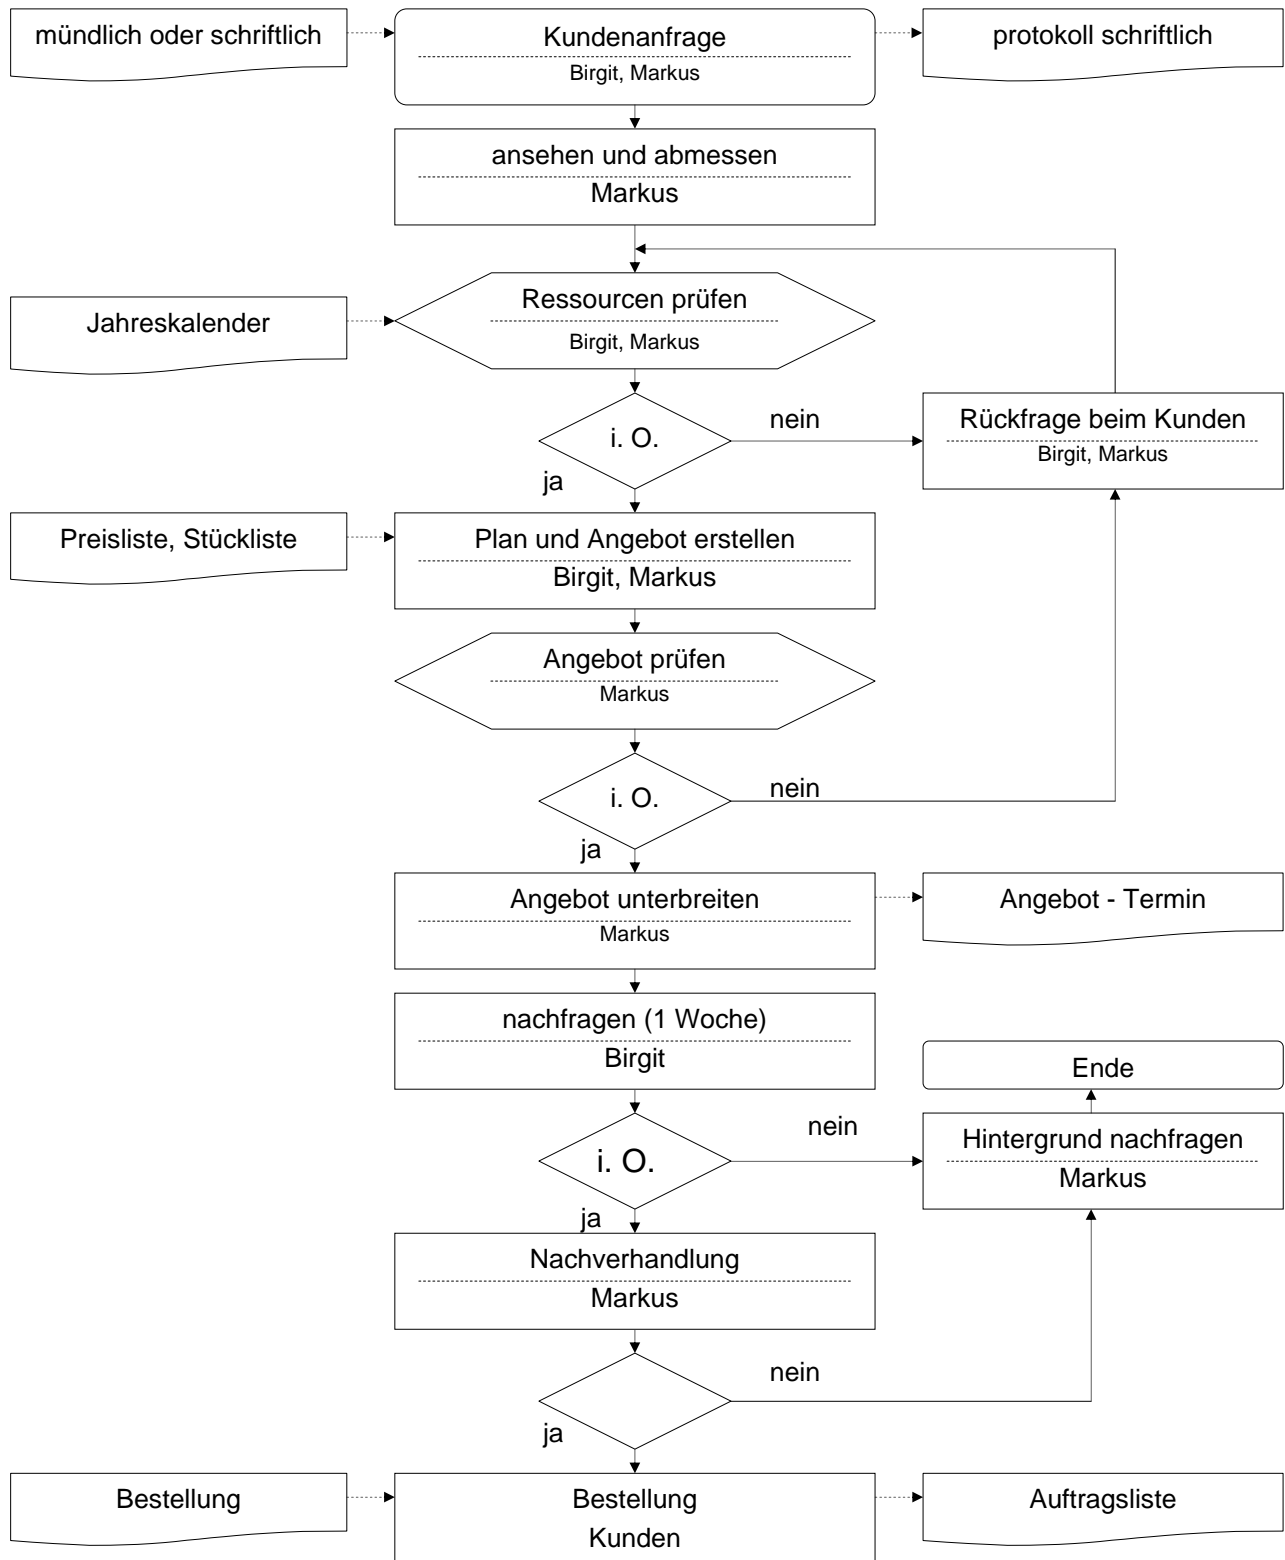 mündlich oder schriftlich
Kundenanfrage
Birgit, Markus
protokoll schriftlich
ansehen und abmessen
Markus
Jahreskalender
Ressourcen prüfen
Birgit, Markus
i. O.
nein
ja
Rückfrage beim Kunden
Birgit, Markus
Preisliste, Stückliste
Plan und Angebot erstellen
Birgit, Markus
Angebot prüfen
Markus
i. O.
nein
ja
Angebot unterbreiten
Markus
Angebot - Termin
nachfragen (1 Woche)
Birgit
Ende
i. O.
nein
ja
Hintergrund nachfragen
Markus
Nachverhandlung
Markus
nein
ja
Bestellung
Bestellung
Kunden
Auftragsliste